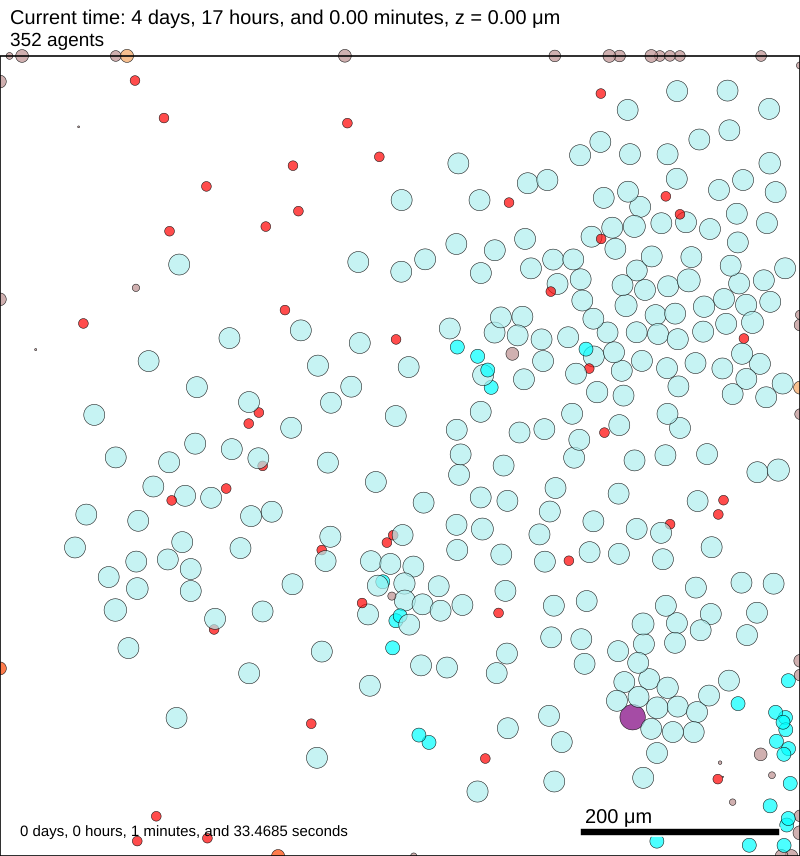 Current time: 4 days, 17 hours, and 0.00 minutes, z = 0.00 μm
352 agents
200 μm
0 days, 0 hours, 1 minutes, and 33.4685 seconds